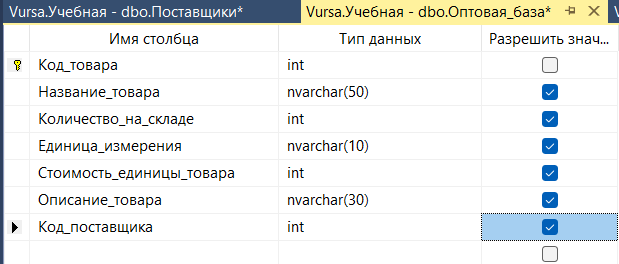 Vursa.Учебная - dbo.Поставщики* Vursa.Учебная - dbo.Оптовая_база*
Имя столбца Тип данных Разрешить знач...
Код_товара int
Название_товара nvarchar(50)
Количество_на_складе int
Единица_измерения nvarchar(10)
Стоимость_единицы_товара int
Описание_товара nvarchar(30)
Код_поставщика int